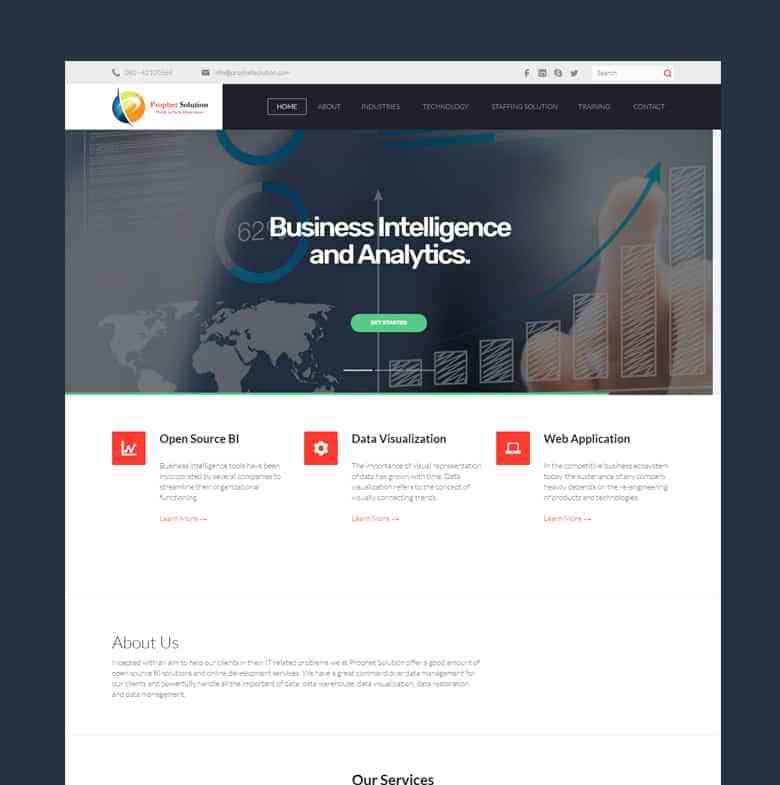 info@prophetsolution.com
Search
Prophet Solution
HOME ABOUT INDUSTRIES TECHNOLOGY STAFFING SOLUTION TRAINING CONTACT
62%
Business Intelligence
and Analytics.
GET STARTED
Open Source BI
Business intelligence tools have been
incorporated by several companies to
streamline their organizational
functioning.
Learn More →
Data Visualization
The importance of visual representation
of data has grown with time. Data
visualization refers to the concept of
visually connecting trends.
Learn More →
Web Application
In the competitive business ecosystem
today the sustenance of any company
heavily depends on the re-engineering
of products and technologies.
Learn More →
About Us
Incepted with an aim to help our clients in their IT related problems we at Prophet Solution offer a good amount of
open source BI solutions and online development services. We have a great command over data management for
our clients and powerfully handle all the important of data: data warehouse, data visualization, data restoration
and data management.
Our Services